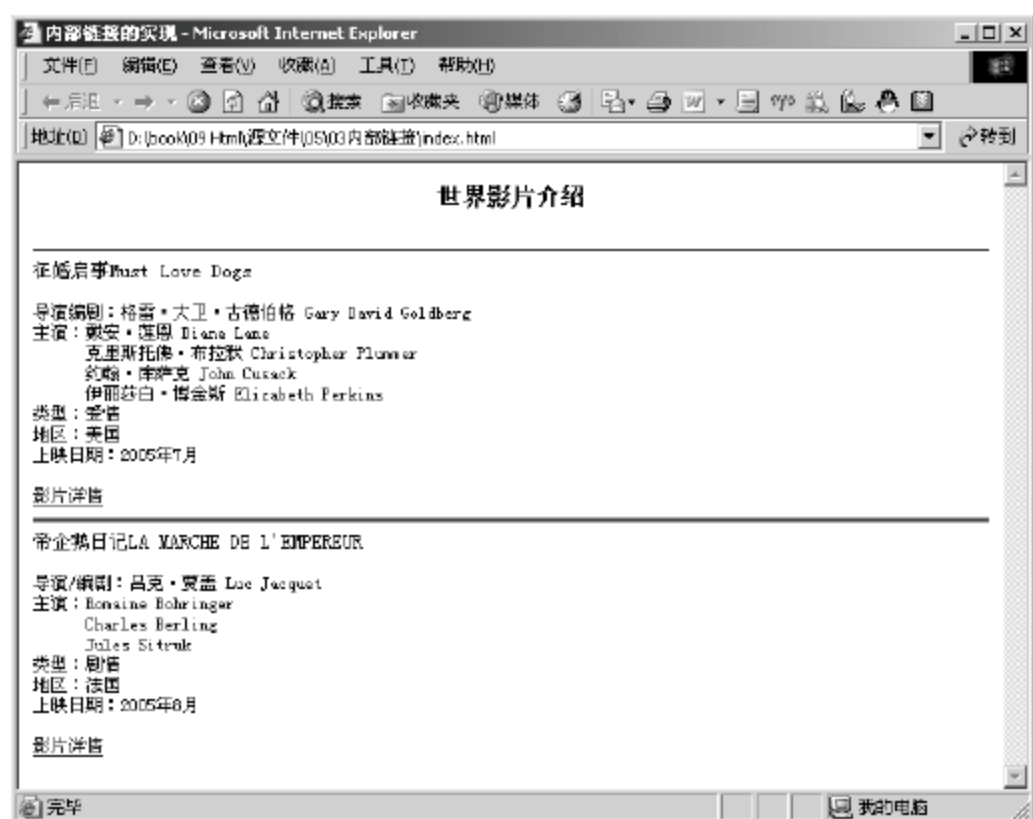 内部链接的实现 - Microsoft Internet Explorer
文件(F) 编辑(E) 查看(V) 收藏(A) 工具(T) 帮助(H)
后退 搜索 收藏夹 媒体
地址(D) D:\book\09 Html\源文件\05\03内部链接\index.html 转到
世界影片介绍
征婚启事Must Love Dogs
导演编剧：格雷·大卫·古德伯格 Gary David Goldberg
主演：戴安·莲恩 Diane Lane
克里斯托佛·布拉默 Christopher Plummer
约翰·库萨克 John Cusack
伊丽莎白·博金斯 Elizabeth Perkins
类型：爱情
地区：美国
上映日期：2005年7月
影片详情
帝企鹅日记LA MARCHE DE L'EMPEREUR
导演/编剧：吕克·贾盖 Luc Jacquet
主演：Romaine Bohringer
Charles Berling
Jules Sitruk
类型：剧情
地区：法国
上映日期：2005年8月
影片详情
完毕 我的电脑